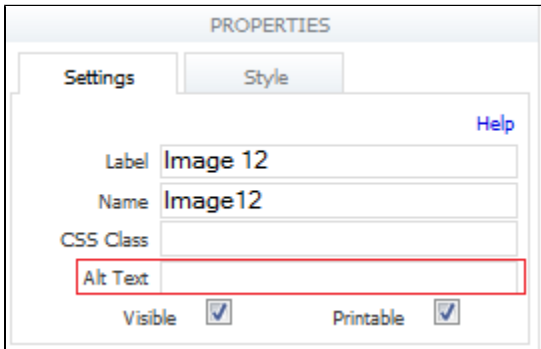 PROPERTIES
Settings Style
Help
Label Image 12
Name Image12
CSS Class
Alt Text
Visible Printable